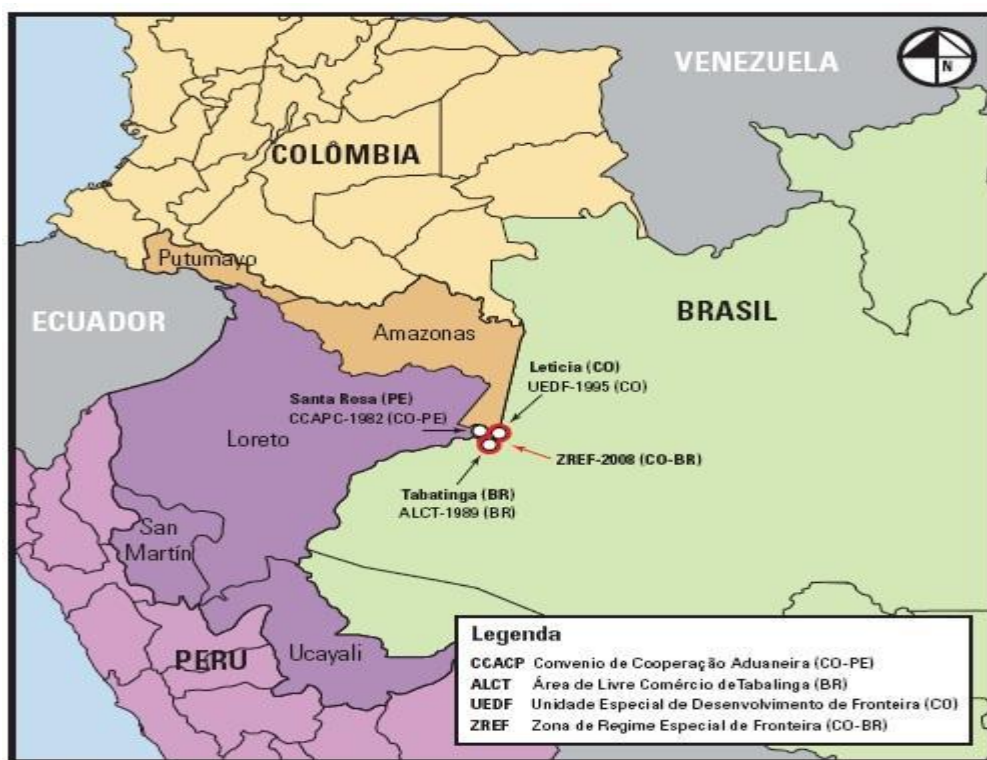 VENEZUELA
N
COLÔMBIA
Putumayo
ECUADOR
BRASIL
Amazonas
Leticia (CO)
UEDF-1995 (CO)
Santa Rosa (PE)
CCAPC-1982 (CO-PE)
Loreto
ZREF-2008 (CO-BR)
Tabatinga (BR)
ALCT-1989 (BR)
San
Martín
PERU
Ucayali
Legenda
CCACP Convenio de Cooperação Aduaneira (CO-PE)
ALCT Área de Livre Comércio deTabalinga (BR)
UEDF Unidade Especial de Desenvolvimento de Fronteira (CO)
ZREF Zona de Regime Especial de Fronteira (CO-BR)